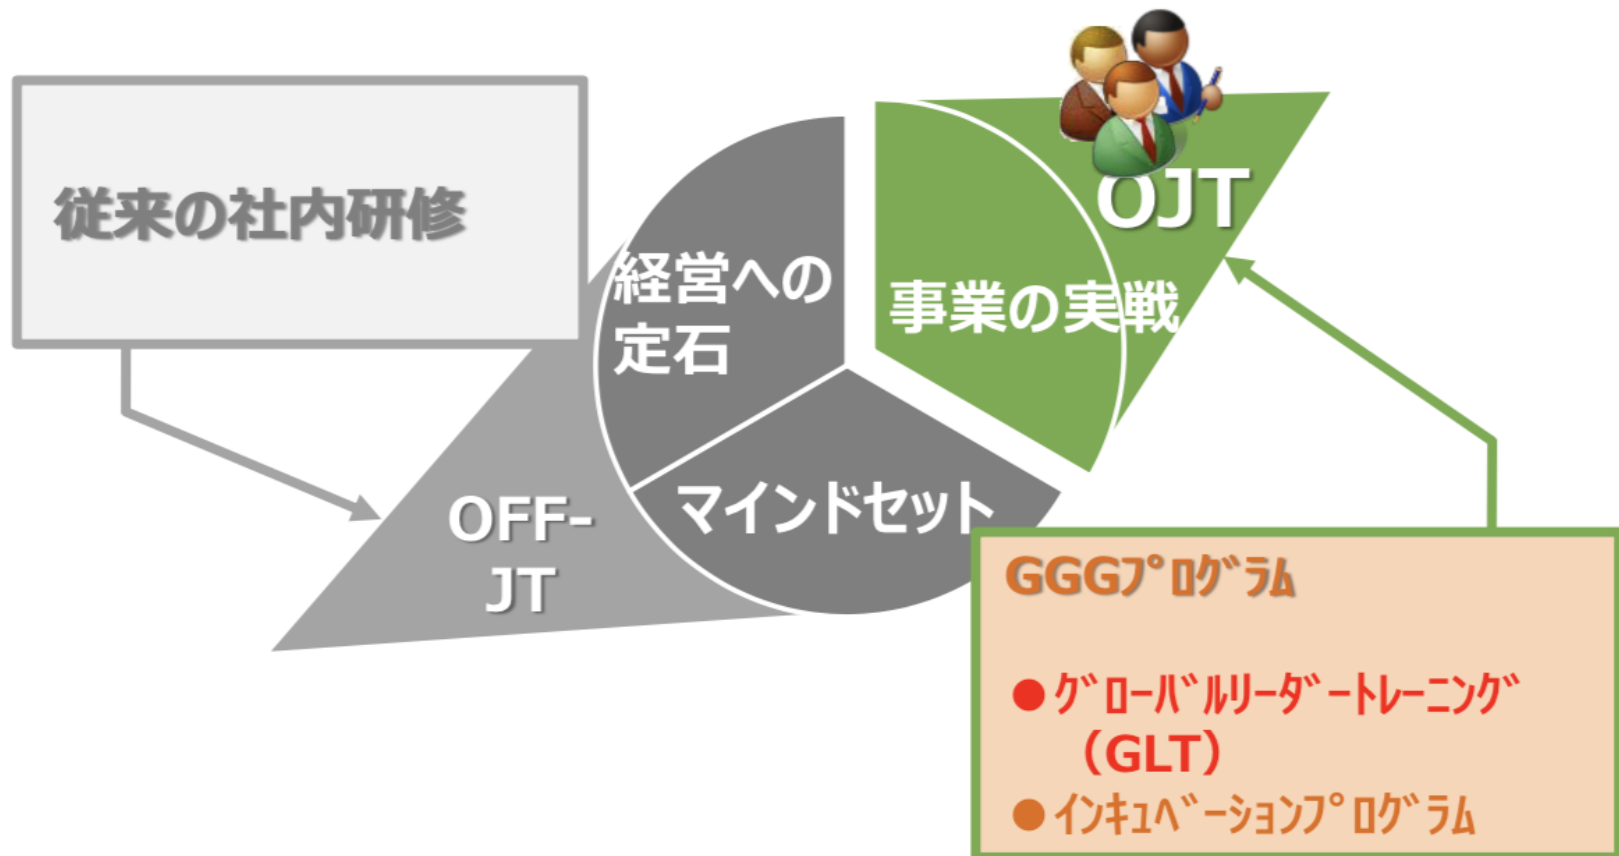 従来の社内研修
OJT
経営への
定石
事業の実戦
マインドセット
OFF-
JT
GGGﾌﾟﾛｸﾞﾗﾑ
●ｸﾞﾛｰﾊﾞﾙﾘｰﾀﾞｰﾄﾚｰﾆﾝｸﾞ
（GLT）
●ｲﾝｷｭﾍﾞｰｼｮﾝﾌﾟﾛｸﾞﾗﾑ